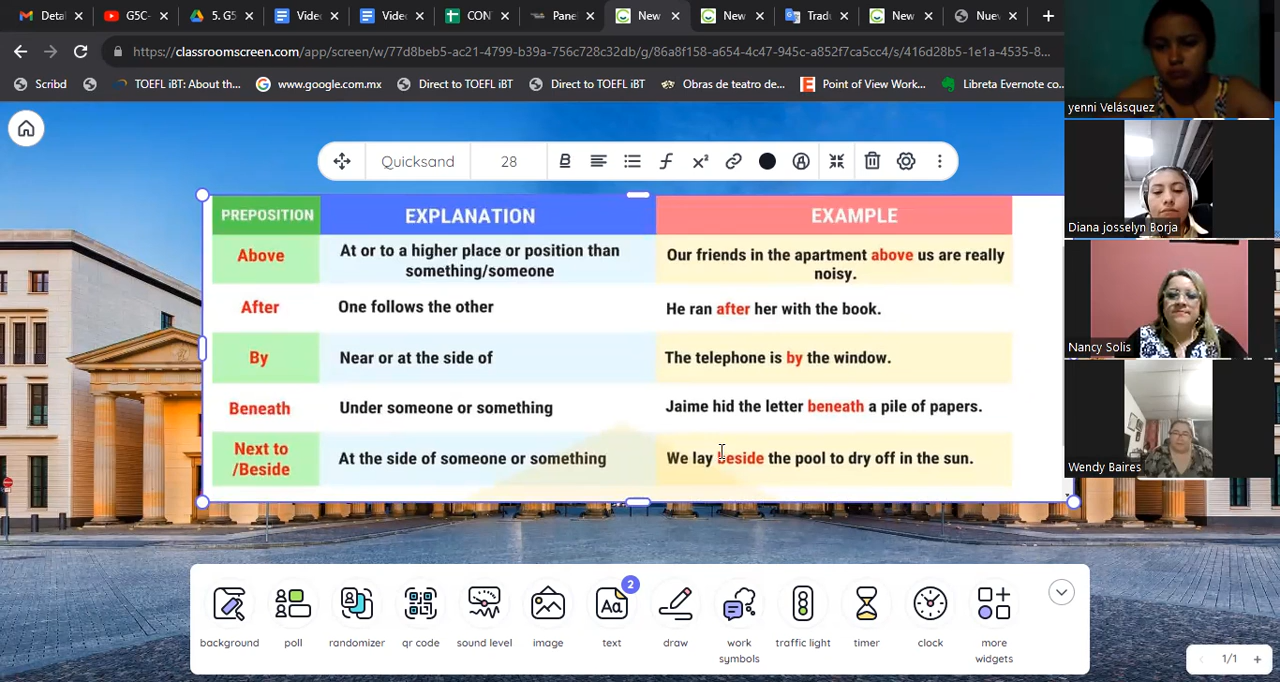 Detal
G5C-
5. G5
Video
Video
CON
Pane
New
New
Trad
New
Nue
https://classroomscreen.com/app/screen/w/77d8beb5-ac21-4799-b39a-756c728c32db/g/86a8f158-a654-4c47-945c-a852f7ca5cc4/s/416d28b5-1e1a-4535-8...
Scribd
TOEFL iBT: About th...
www.google.com.mx
Direct to TOEFL iBT
Direct to TOEFL iBT
Obras de teatro de...
Point of View Work...
Libreta Evernote co...
yenni Velásquez
Diana josselyn Borja
Nancy Solis
Wendy Baires
Quicksand 28
PREPOSITION EXPLANATION EXAMPLE
Above
At or to a higher place or position than
something/someone
Our friends in the apartment above us are really
noisy.
After One follows the other He ran after her with the book.
By Near or at the side of The telephone is by the window.
Beneath Under someone or something Jaime hid the letter beneath a pile of papers.
Next to
/Beside
At the side of someone or something We lay beside the pool to dry off in the sun.
2
background
poll
randomizer
qr code
sound level
image
text
draw
work
symbols
traffic light
timer
clock
more
widgets
1/1